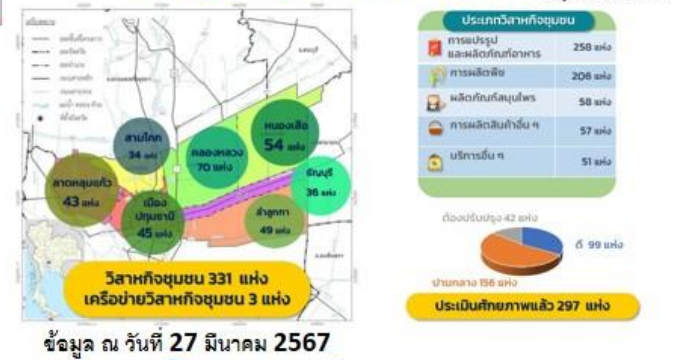 สามโคก
34 แห่ง
คลองหลวง
70 แห่ง
หนองเสือ
54 แห่ง
ธัญบุรี
36 แห่ง
ลาดหลุมแก้ว
43 แห่ง
เมือง
ปทุมธานี
45 แห่ง
ลำลูกกา
49 แห่ง
วิสาหกิจชุมชน 331 แห่ง
เครือข่ายวิสาหกิจชุมชน 3 แห่ง
ข้อมูล ณ วันที่ 27 มีนาคม 2567
ประเภทวิสาหกิจชุมชน
การแปรรูป
และผลิตภัณฑ์อาหาร 258 แห่ง
การผลิตพืช 206 แห่ง
ผลิตภัณฑ์สมุนไพร 58 แห่ง
การผลิตสินค้าอื่น ๆ 57 แห่ง
บริการอื่น ๆ 51 แห่ง
ต้องปรับปรุง 42 แห่ง
ดี 99 แห่ง
ปานกลาง 156 แห่ง
ประเมินศักยภาพแล้ว 297 แห่ง